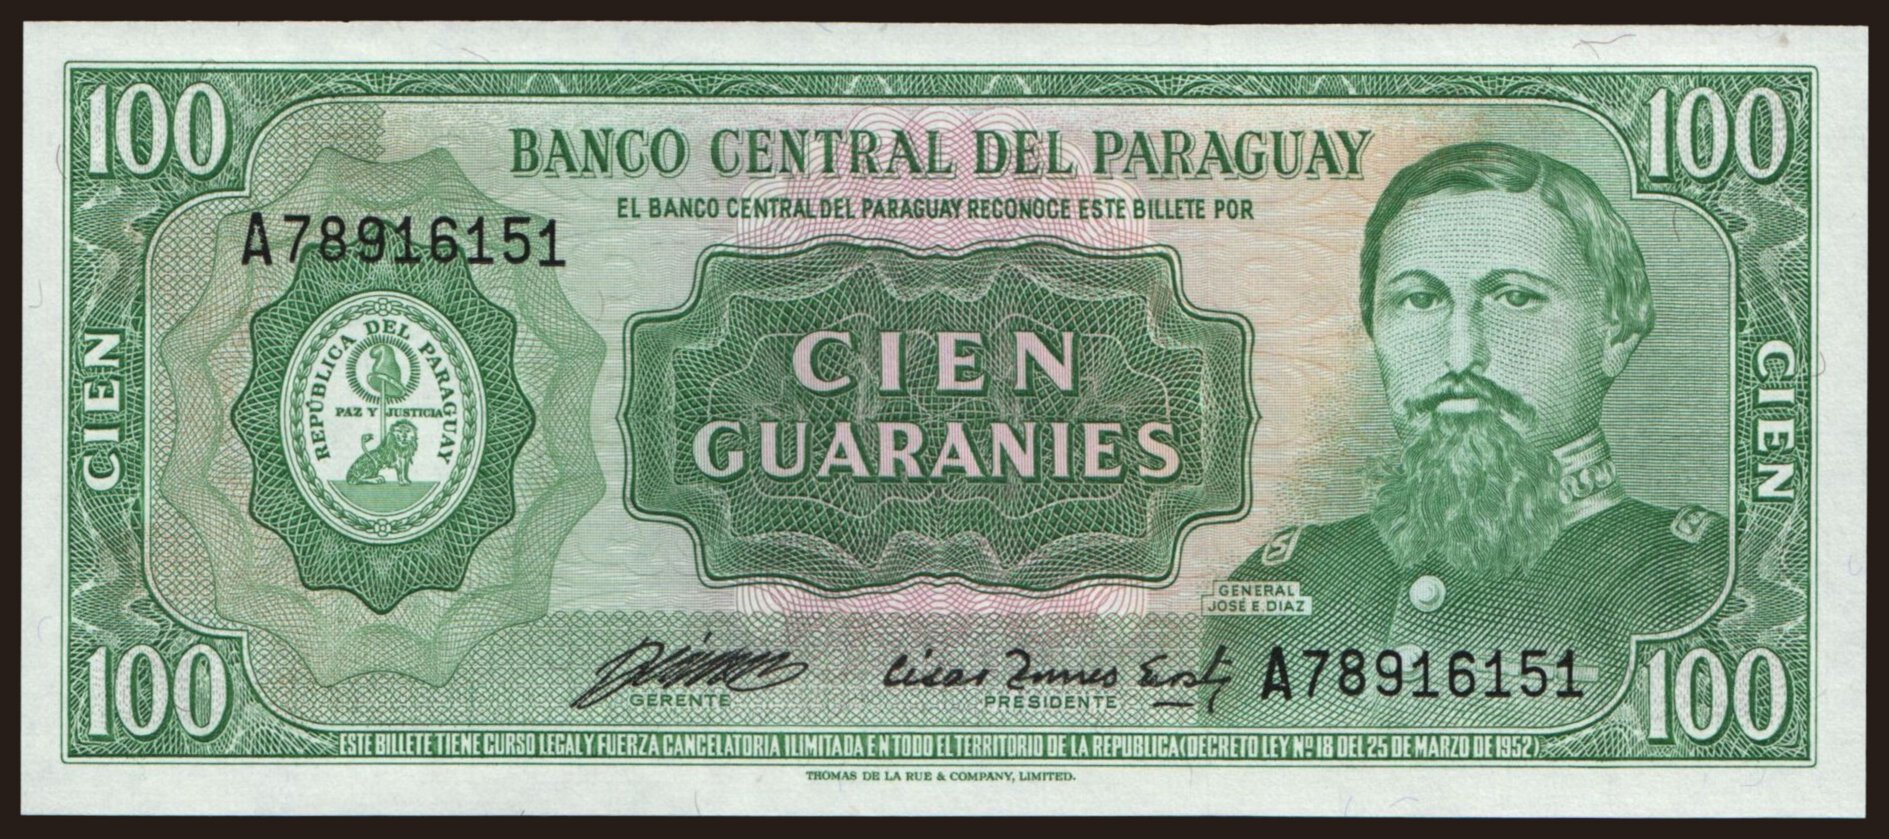 100
100
BANCO CENTRAL DEL PARAGUAY
EL BANCO CENTRAL DEL PARAGUAY RECONOCE ESTE BILLETE POR
A78916151
REPÚBLICA DEL PARAGUAY
PAZ Y JUSTICIA
CIEN
CIEN
GUARANIES
CIEN
GENERAL
JOSÉ E. DIAZ
GERENTE
PRESIDENTE
A78916151
100
100
ESTE BILLETE TIENE CURSO LEGAL Y FUERZA CANCELATORIA ILIMITADA EN TODO EL TERRITORIO DE LA REPUBLICA (DECRETO LEY Nº 18 DEL 25 DE MARZO DE 1952)
THOMAS DE LA RUE & COMPANY, LIMITED.